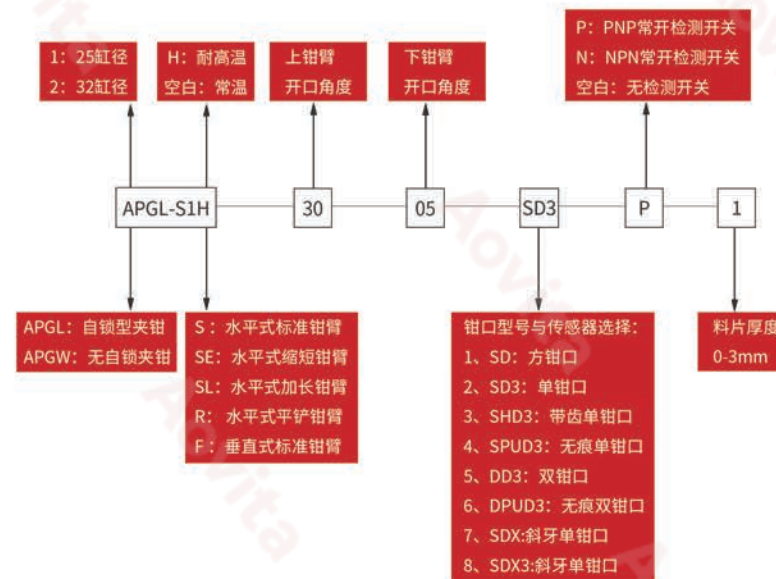 1：25缸径
2：32缸径
H：耐高温
空白：常温
上钳臂
开口角度
下钳臂
开口角度
P：PNP常开检测开关
N：NPN常开检测开关
空白：无检测开关
APGL-S1H
30
05
SD3
P
1
APGL：自锁型夹钳
APGW：无自锁夹钳
S：水平式标准钳臂
SE：水平式缩短钳臂
SL：水平式加长钳臂
R：水平式平铲钳臂
F：垂直式标准钳臂
钳口型号与传感器选择：
1、SD：方钳口
2、SD3：单钳口
3、SHD3：带齿单钳口
4、SPUD3：无痕单钳口
5、DD3：双钳口
6、DPUD3：无痕双钳口
7、SDX:斜牙单钳口
8、SDX3:斜牙单钳口
料片厚度
0-3mm
Aovita
Aovita